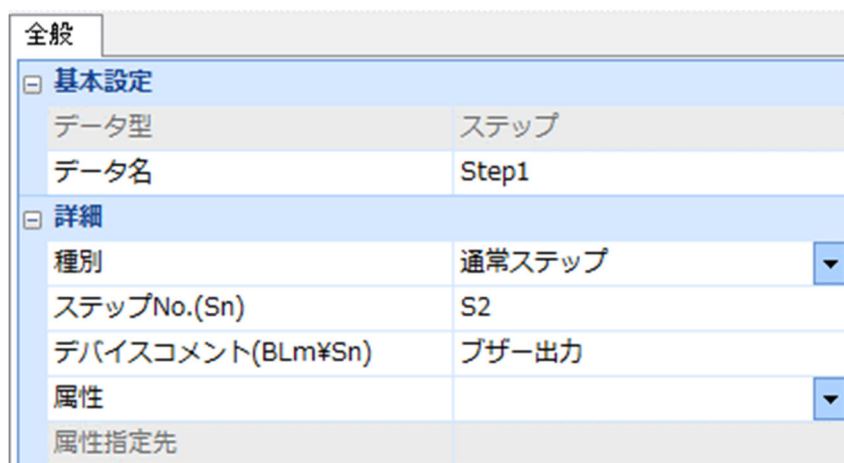 全般
基本設定
データ型 ステップ
データ名 Step1
詳細
種別 通常ステップ
ステップNo.(Sn) S2
デバイスコメント(BLm¥Sn) ブザー出力
属性
属性指定先